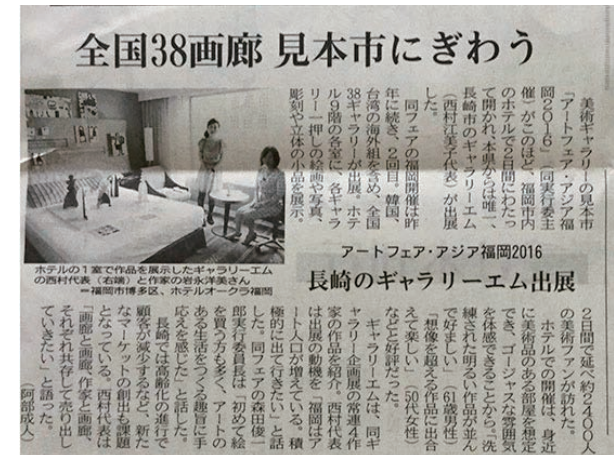 全国38画廊 見本市にぎわう
美術ギャラリーの見本市
「アートフェア・アジア福
岡２０１６」（同実行委主
催）がこのほど、福岡市内
のホテルで２日間にわたっ
て開かれ、本県からは唯一、
長崎市のギャラリーエム
（西村江美子代表）が出展
した。
同フェアの福岡開催は昨
年に続き、２回目。韓国、
台湾の海外組を含め、全国
38ギャラリーが出展。ホテ
ル９階の各室に、各ギャラ
リー一押しの絵画や写真、
彫刻や立体の小品を展示。
ホテルの１室で作品を展示したギャラリーエム
の西村代表（右端）と作家の岩永洋美さん
＝福岡市博多区、ホテルオークラ福岡
アートフェア・アジア福岡2016
長崎のギャラリーエム出展
２日間で延べ約２４００人
の美術ファンが訪れた。
ホテルでの開催は、身近
に美術品のある部屋を想定
でき、ゴージャスな雰囲気
を体感できることから、「洗
練された明るい作品が並ん
で好ましい」（61歳男性）
「想像を超える作品に出合
えて楽しい」（50代女性）
などと好評だった。
ギャラリーエムは、同ギ
ャラリー企画展の常連４作
家の作品を紹介。西村代表
は出展の動機を「福岡はア
ート人口が増えている。積
極的に出て行きたい」と話
した。同フェアの森田俊一
郎実行委員長は「初めて絵
を買う方も多く、アートの
ある生活をつくる趣旨に手
応えを感じた」と話した。
長崎では高齢化の進行で
顧客が減少するなど、新た
なマーケットの創出も課題
となっている。西村代表は
「画廊と画廊、作家と画廊、
それぞれ共存して売り出し
ていきたい」と語った。
（阿部成人）